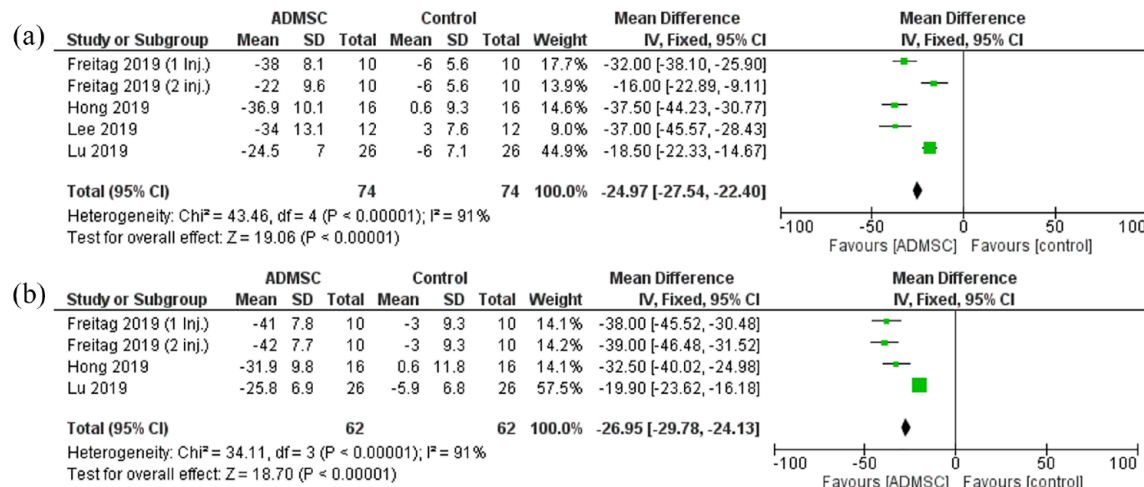 (a)
ADMSC Control Mean Difference Mean Difference
Study or Subgroup Mean SD Total Mean SD Total Weight IV, Fixed, 95% CI IV, Fixed, 95% CI
Freitag 2019 (1 Inj.) -38 8.1 10 -6 5.6 10 17.7% -32.00 [-38.10, -25.90]
Freitag 2019 (2 inj.) -22 9.6 10 -6 5.6 10 13.9% -16.00 [-22.89, -9.11]
Hong 2019 -36.9 10.1 16 0.6 9.3 16 14.6% -37.50 [-44.23, -30.77]
Lee 2019 -34 13.1 12 3 7.6 12 9.0% -37.00 [-45.57, -28.43]
Lu 2019 -24.5 7 26 -6 7.1 26 44.9% -18.50 [-22.33, -14.67]
Total (95% CI) 74 74 100.0% -24.97 [-27.54, -22.40]
Heterogeneity: Chi² = 43.46, df = 4 (P < 0.00001); I² = 91%
Test for overall effect: Z = 19.06 (P < 0.00001)
-100 -50 0 50 100
Favours [ADMSC] Favours [control]
(b)
ADMSC Control Mean Difference Mean Difference
Study or Subgroup Mean SD Total Mean SD Total Weight IV, Fixed, 95% CI IV, Fixed, 95% CI
Freitag 2019 (1 Inj.) -41 7.8 10 -3 9.3 10 14.1% -38.00 [-45.52, -30.48]
Freitag 2019 (2 inj.) -42 7.7 10 -3 9.3 10 14.2% -39.00 [-46.48, -31.52]
Hong 2019 -31.9 9.8 16 0.6 11.8 16 14.1% -32.50 [-40.02, -24.98]
Lu 2019 -25.8 6.9 26 -5.9 6.8 26 57.5% -19.90 [-23.62, -16.18]
Total (95% CI) 62 62 100.0% -26.95 [-29.78, -24.13]
Heterogeneity: Chi² = 34.11, df = 3 (P < 0.00001); I² = 91%
Test for overall effect: Z = 18.70 (P < 0.00001)
-100 -50 0 50 100
Favours [ADMSC] Favours [control]